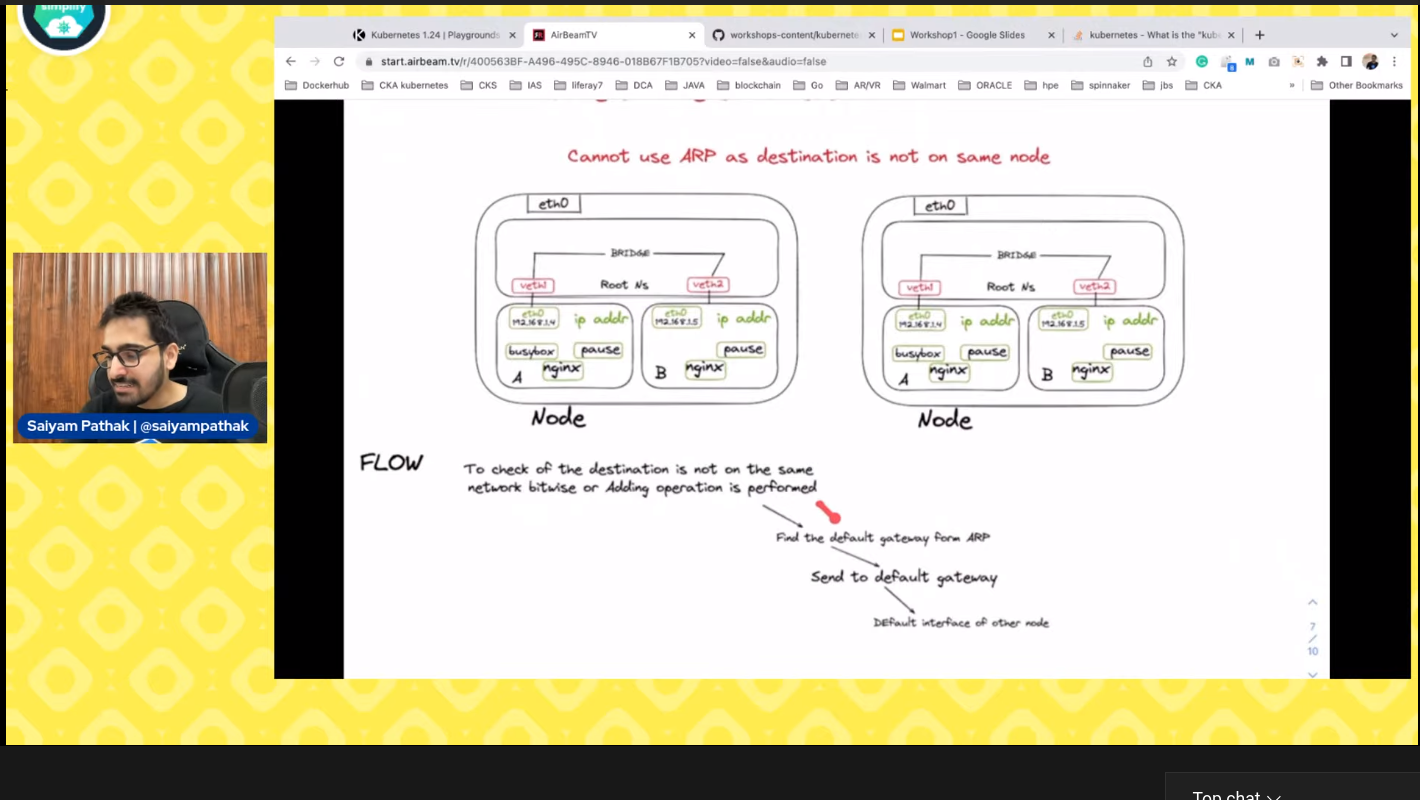 simplify
Kubernetes 1.24 | Playgrounds
AirBeamTV
workshops-content/kubernete
Workshop1 - Google Slides
kubernetes - What is the "kube
start.airbeam.tv/r/400563BF-A496-495C-8946-018B67F1B705?video=false&audio=false
Dockerhub
CKA kubernetes
CKS
IAS
liferay7
DCA
JAVA
blockchain
Go
AR/VR
Walmart
ORACLE
hpe
spinnaker
jbs
CKA
»
Other Bookmarks
Cannot use ARP as destination is not on same node
eth0
BRIDGE
veth1
Root Ns
veth2
eth0
192.168.1.4
ip addr
eth0
192.168.1.5
ip addr
busybox
pause
pause
nginx
nginx
A
B
Node
eth0
BRIDGE
veth1
Root Ns
veth2
eth0
192.168.1.4
ip addr
eth0
192.168.1.5
ip addr
busybox
pause
pause
nginx
nginx
A
B
Node
FLOW
To check of the destination is not on the same
network bitwise or Adding operation is performed
Find the default gateway form ARP
Send to default gateway
DEfault interface of other node
7
/
10
Saiyam Pathak | @saiyampathak
Top chat